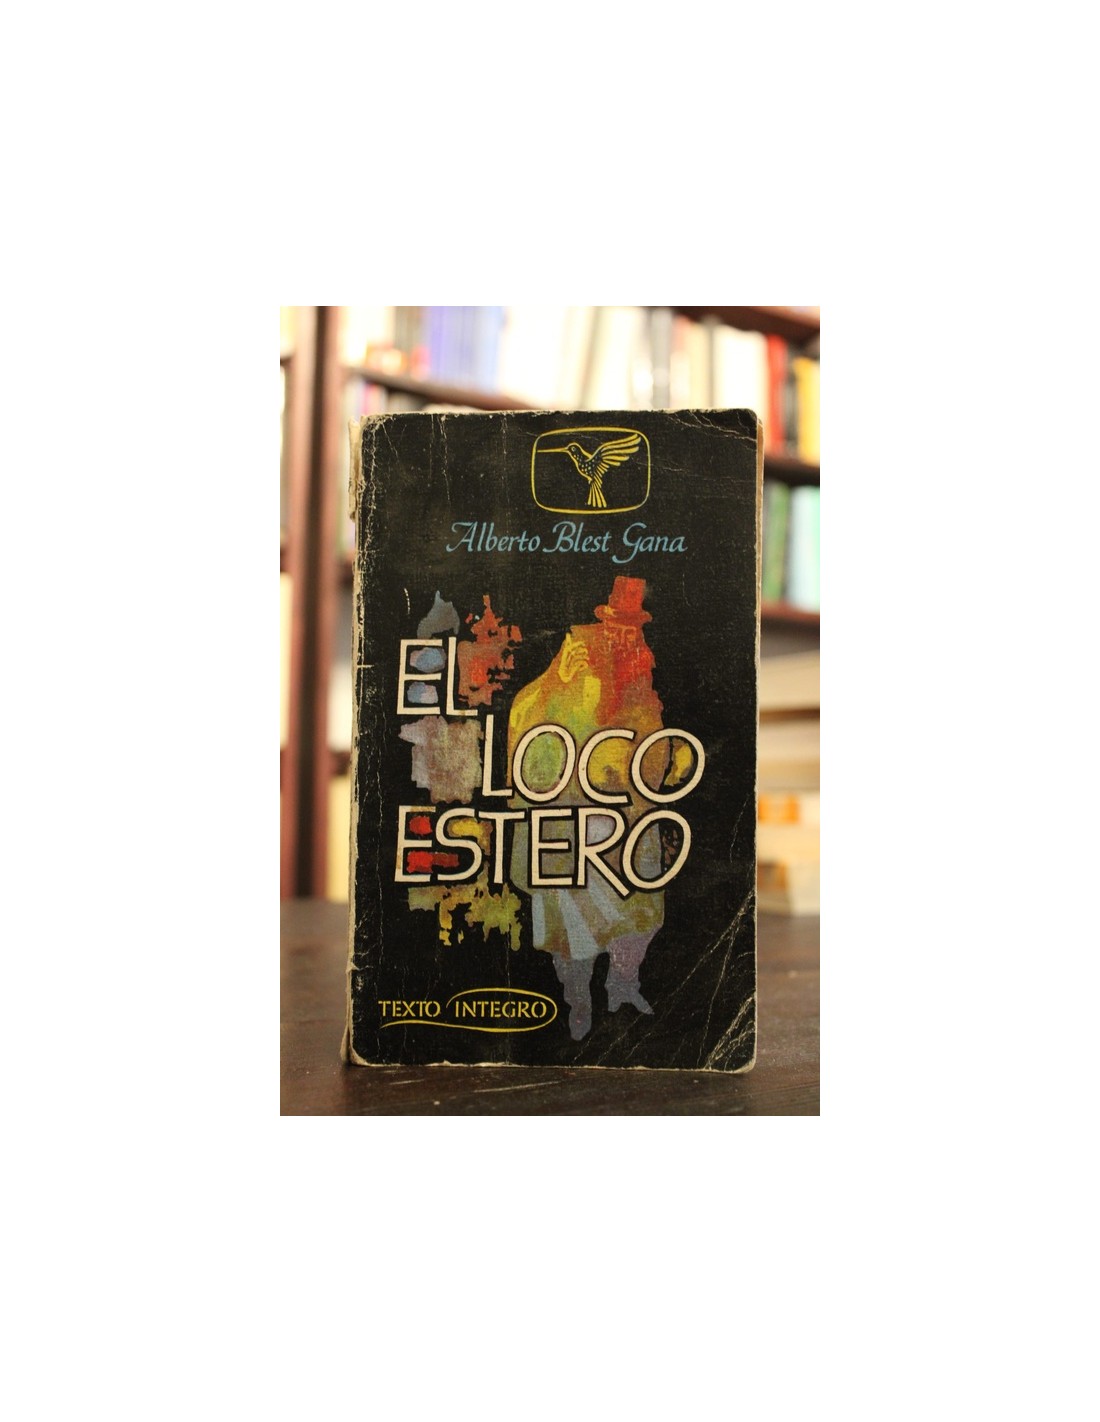 Alberto Blest Gana
EL
LOCO
ESTERO
TEXTO INTEGRO